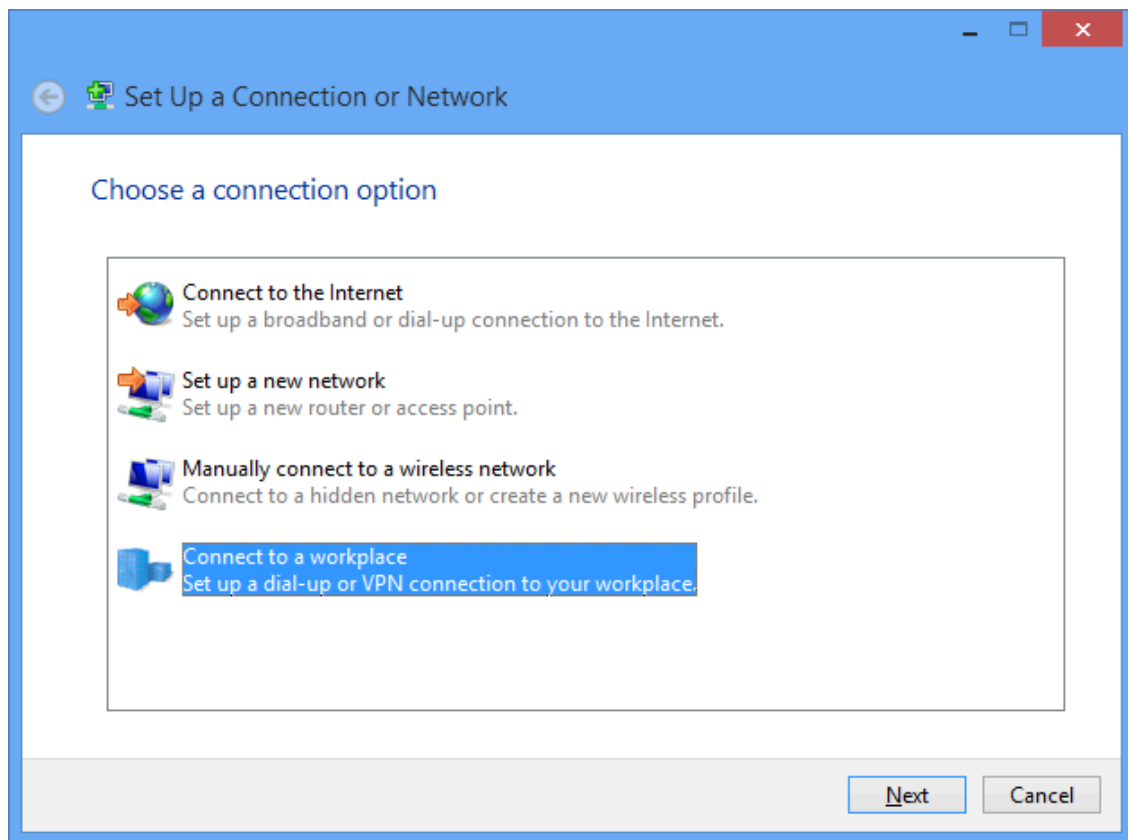 Set Up a Connection or Network
Choose a connection option
Connect to the Internet
Set up a broadband or dial-up connection to the Internet.
Set up a new network
Set up a new router or access point.
Manually connect to a wireless network
Connect to a hidden network or create a new wireless profile.
Connect to a workplace
Set up a dial-up or VPN connection to your workplace.
Next
Cancel